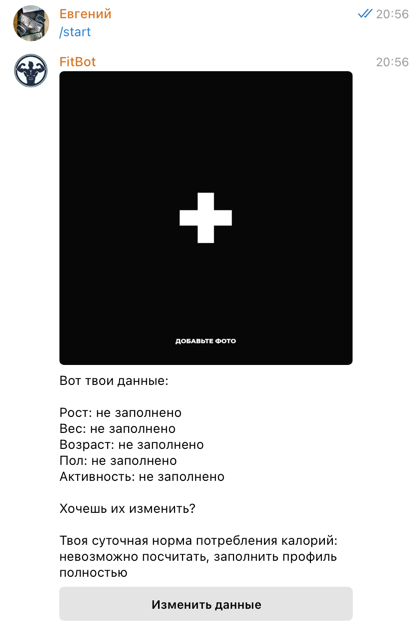 Евгений
20:56
/start
FitBot
20:56
ДОБАВЬТЕ ФОТО
Вот твои данные:
Рост: не заполнено
Вес: не заполнено
Возраст: не заполнено
Пол: не заполнено
Активность: не заполнено
Хочешь их изменить?
Твоя суточная норма потребления калорий:
невозможно посчитать, заполнить профиль
полностью
Изменить данные